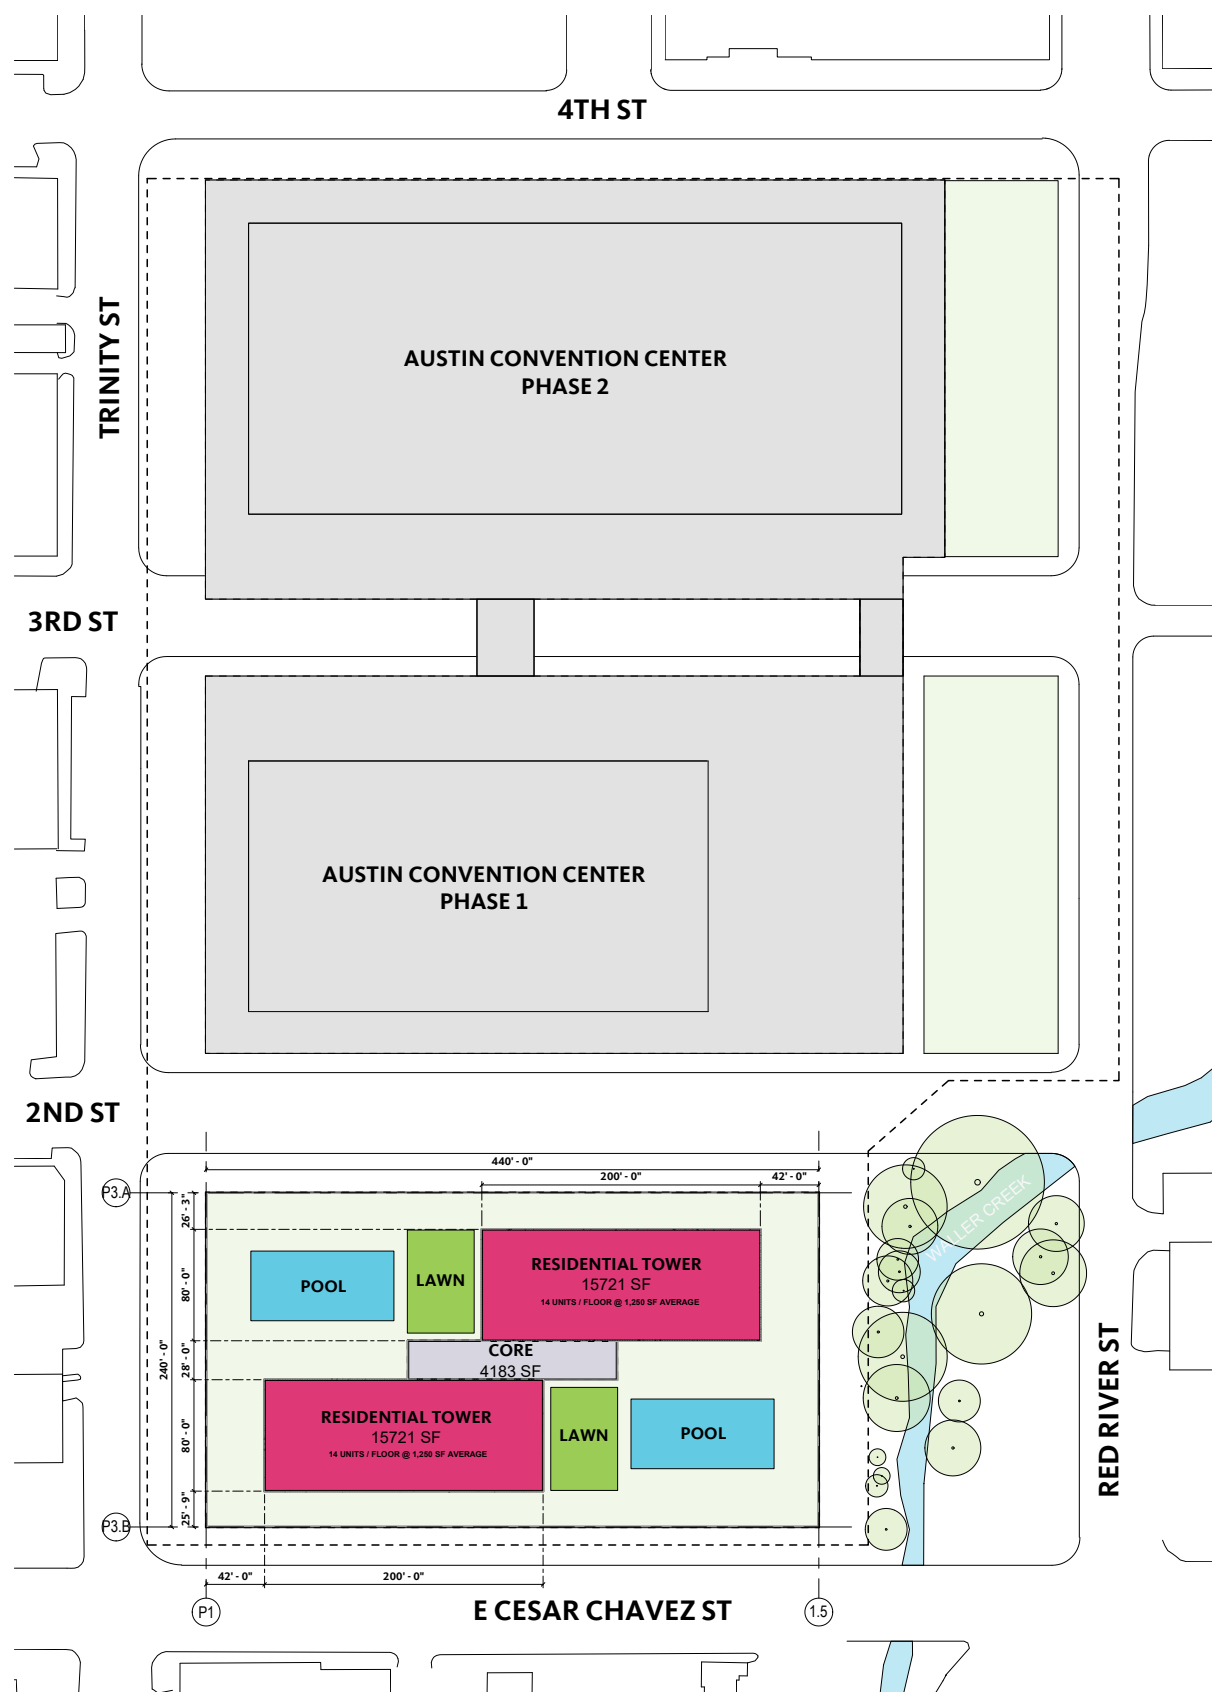 4TH ST
TRINITY ST
AUSTIN CONVENTION CENTER
PHASE 2
3RD ST
AUSTIN CONVENTION CENTER
PHASE 1
2ND ST
440' - 0"
200' - 0"
42' - 0"
P3.A
26' - 3"
80' - 0"
28' - 0"
240' - 0"
80' - 0"
25' - 9"
P3.B
POOL
LAWN
RESIDENTIAL TOWER
15721 SF
14 UNITS / FLOOR @ 1,250 SF AVERAGE
CORE
4183 SF
RESIDENTIAL TOWER
15721 SF
14 UNITS / FLOOR @ 1,250 SF AVERAGE
LAWN
POOL
WALLER CREEK
RED RIVER ST
42' - 0"
200' - 0"
P1
E CESAR CHAVEZ ST
1.5